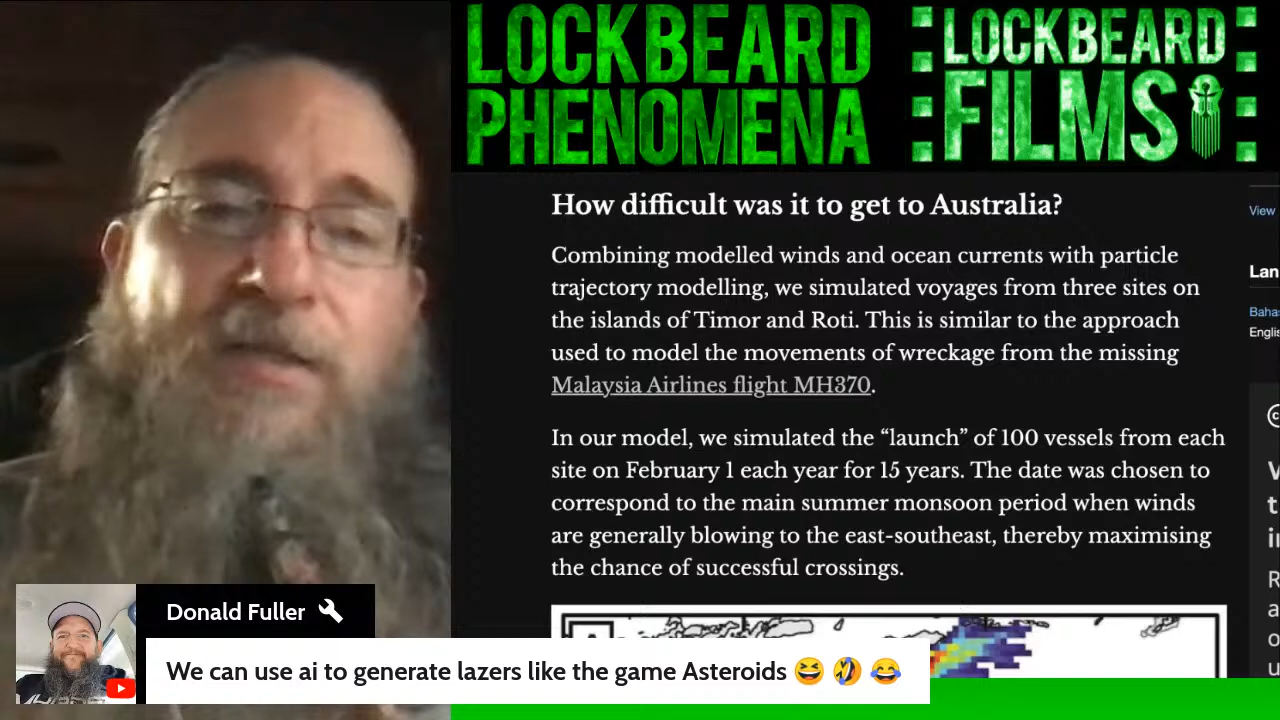 LOCKBEARD
PHENOMENA
LOCKBEARD
FILMS
How difficult was it to get to Australia?
Combining modelled winds and ocean currents with particle
trajectory modelling, we simulated voyages from three sites on
the islands of Timor and Roti. This is similar to the approach
used to model the movements of wreckage from the missing
Malaysia Airlines flight MH370.
In our model, we simulated the “launch” of 100 vessels from each
site on February 1 each year for 15 years. The date was chosen to
correspond to the main summer monsoon period when winds
are generally blowing to the east-southeast, thereby maximising
the chance of successful crossings.
View
Donald Fuller
We can use ai to generate lazers like the game Asteroids 😆 🤣 😂